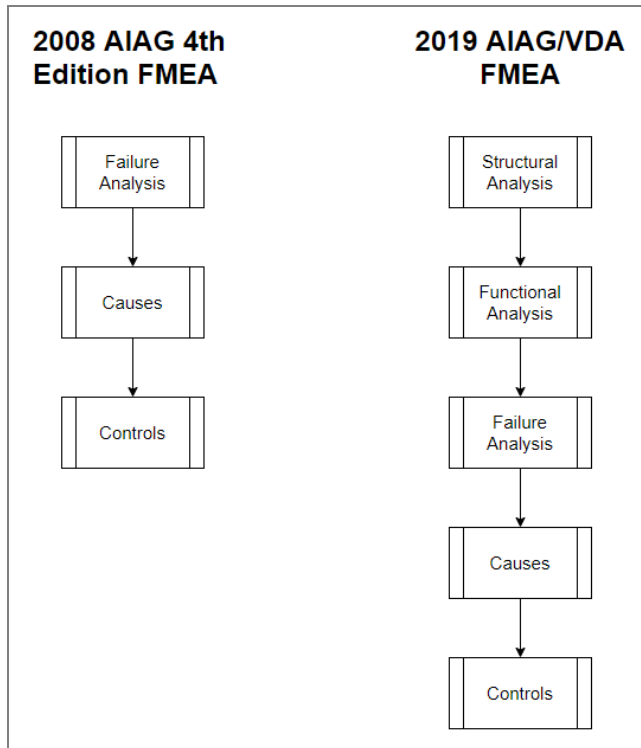 2008 AIAG 4th
Edition FMEA
Failure
Analysis
Causes
Controls
2019 AIAG/VDA
FMEA
Structural
Analysis
Functional
Analysis
Failure
Analysis
Causes
Controls